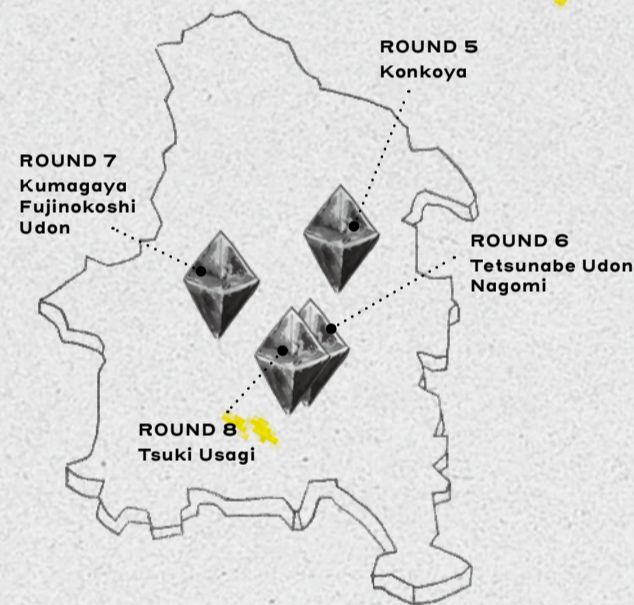 ROUND 5
Konkoya
ROUND 7
Kumagaya
Fujinokoshi
Udon
ROUND 6
Tetsunabe Udon
Nagomi
ROUND 8
Tsuki Usagi